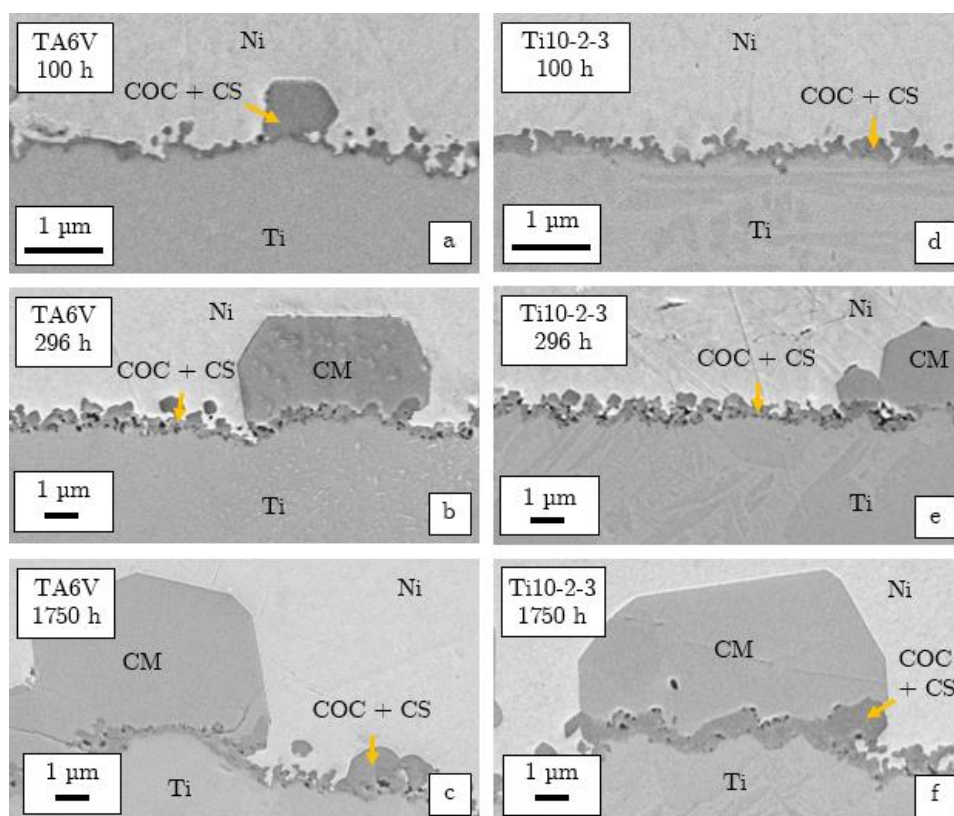 TA6V
100 h
Ni
COC + CS
1 µm
Ti
a
Ti10-2-3
100 h
Ni
COC + CS
1 µm
Ti
d
TA6V
296 h
Ni
COC + CS
CM
1 µm
Ti
b
Ti10-2-3
296 h
Ni
COC + CS
CM
1 µm
Ti
e
TA6V
1750 h
Ni
CM
COC + CS
1 µm
Ti
c
Ti10-2-3
1750 h
Ni
CM
COC
+ CS
1 µm
Ti
f